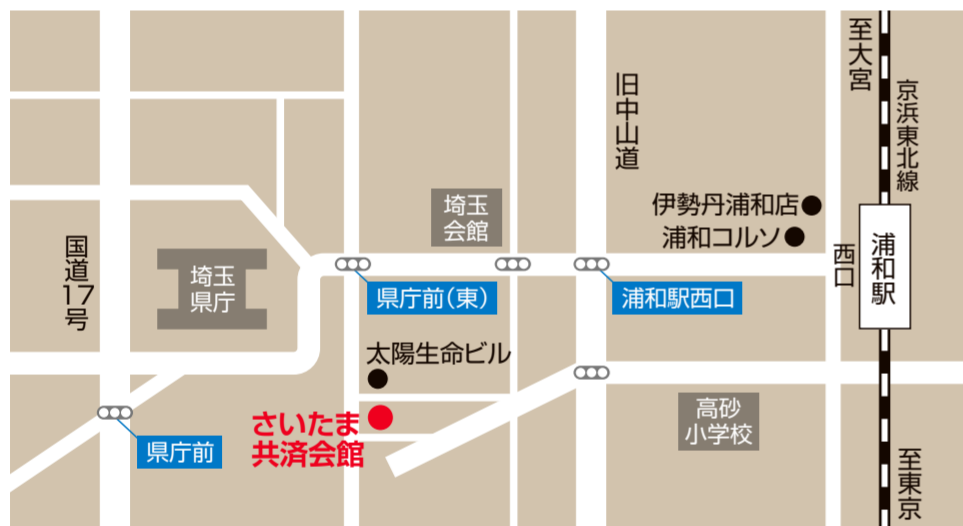 至大宮
京浜東北線
旧中山道
埼玉
会館
伊勢丹浦和店
浦和コルソ
西口
浦和駅
国道17号
埼玉
県庁
県庁前(東)
浦和駅西口
太陽生命ビル
さいたま
共済会館
高砂
小学校
県庁前
至東京